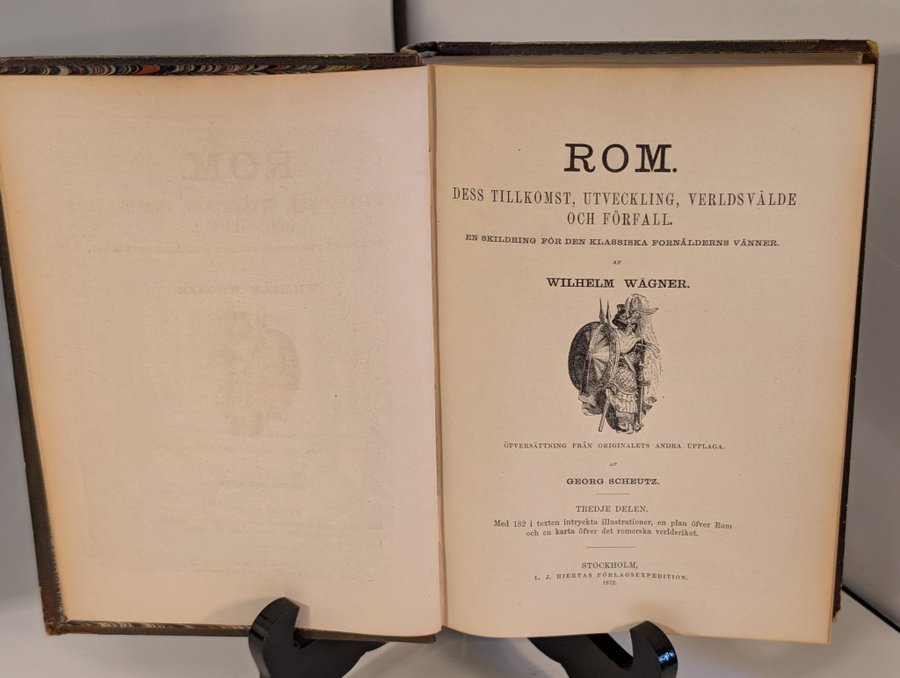 ROM.
DESS TILLKOMST, UTVECKLING, VERLDSVÄLDE
OCH FÖRFALL.
EN SKILDRING FÖR DEN KLASSISKA FORNÅLDERNS VÄNNER.
AF
WILHELM WÄGNER.
ÖFVERSÄTTNING FRÅN ORIGINALETS ANDRA UPPLAGA.
AF
GEORG SCHEUTZ.
TREDJE DELEN.
Med 182 i texten intryckta illustrationer, en plan öfver Rom
och en karta öfver det romerska verldsriket.
STOCKHOLM,
L. J. HIERTAS FÖRLAGSEXPEDITION.
1872.